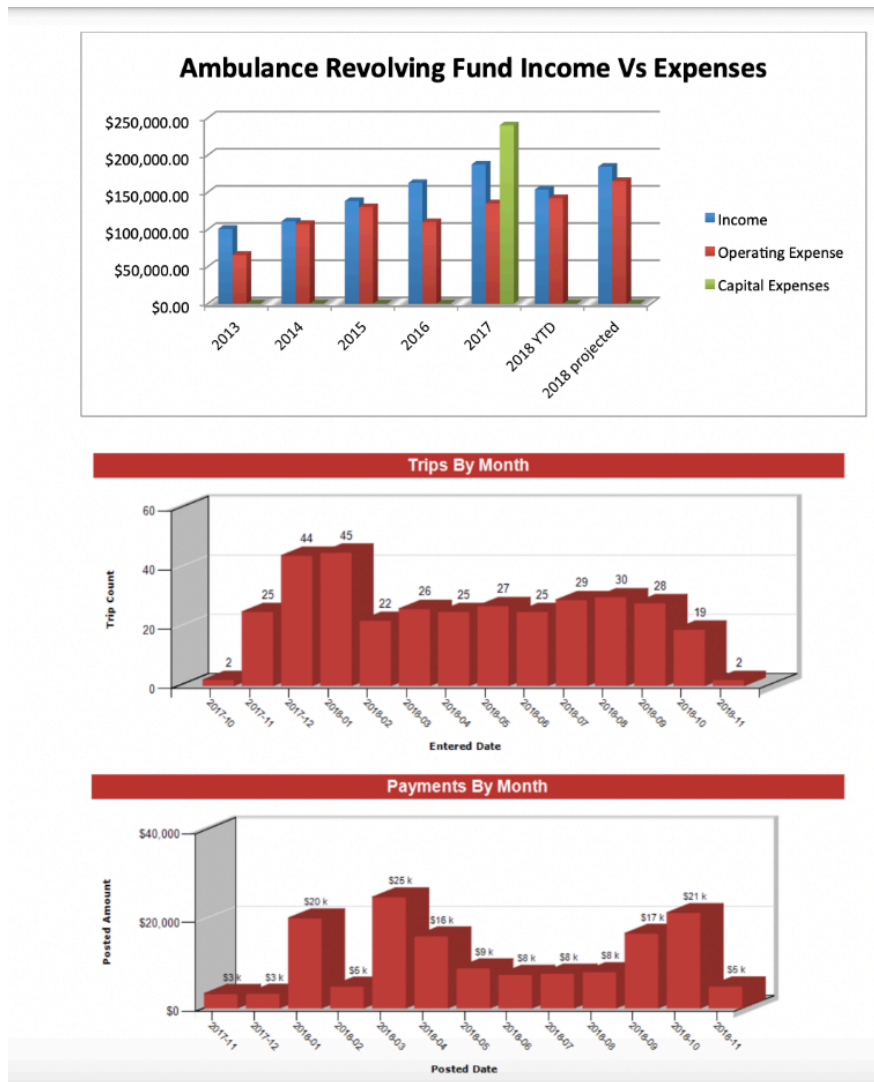 Ambulance Revolving Fund Income Vs Expenses
$250,000.00
$200,000.00
$150,000.00
$100,000.00
$50,000.00
$0.00
Income
Operating Expense
Capital Expenses
2013 2014 2015 2016 2017 2018 YTD 2018 projected
Trips By Month
Trip Count
60
40
20
0
2 25 44 45 22 26 25 27 25 29 30 28 19 2
2017-10 2017-11 2017-12 2018-01 2018-02 2018-03 2018-04 2018-05 2018-06 2018-07 2018-08 2018-09 2018-10 2018-11
Entered Date
Payments By Month
Posted Amount
$40,000
$20,000
$0
$3 k $3 k $20 k $5 k $25 k $16 k $9 k $8 k $8 k $8 k $17 k $21 k $5 k
2017-11 2017-12 2018-01 2018-02 2018-03 2018-04 2018-05 2018-06 2018-07 2018-08 2018-09 2018-10 2018-11
Posted Date